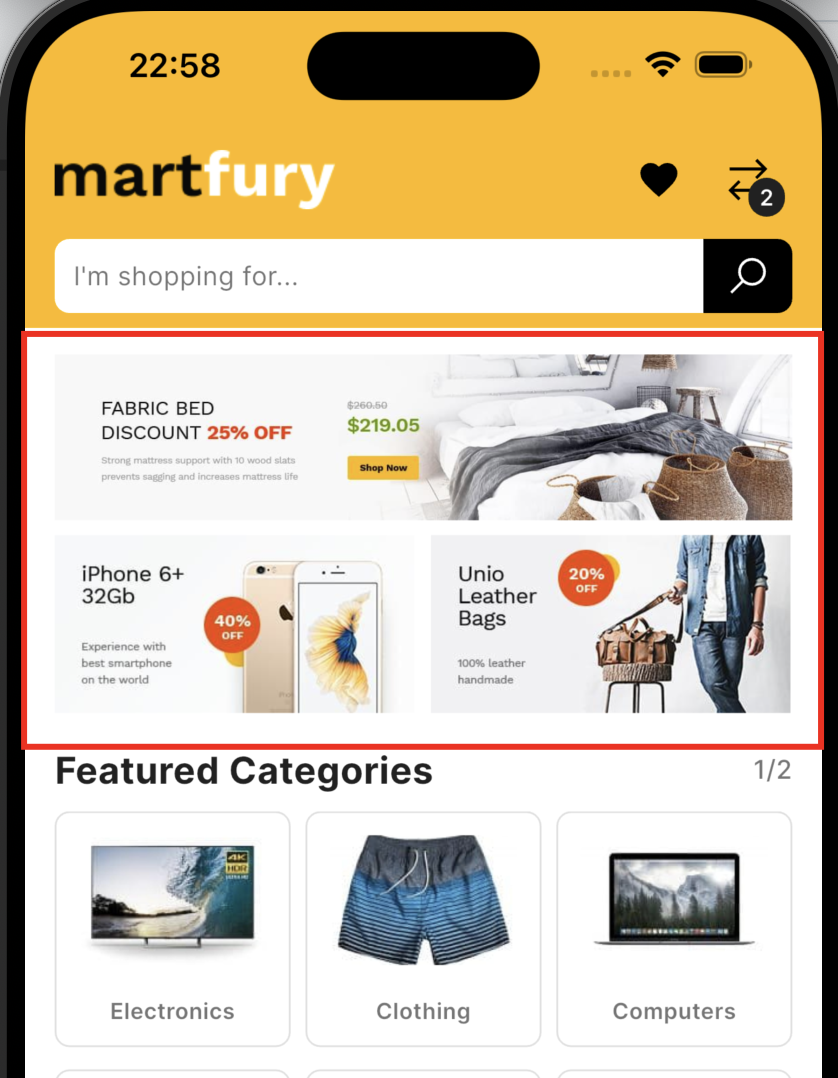 22:58
martfury
2
I'm shopping for...
FABRIC BED
DISCOUNT 25% OFF
Strong mattress support with 10 wood slats
prevents sagging and increases mattress life
$260.50
$219.05
Shop Now
iPhone 6+
32Gb
40%
OFF
Experience with
best smartphone
on the world
Unio
Leather
Bags
20%
OFF
100% leather
handmade
Featured Categories
1/2
4K
HDR
Electronics
Clothing
Computers